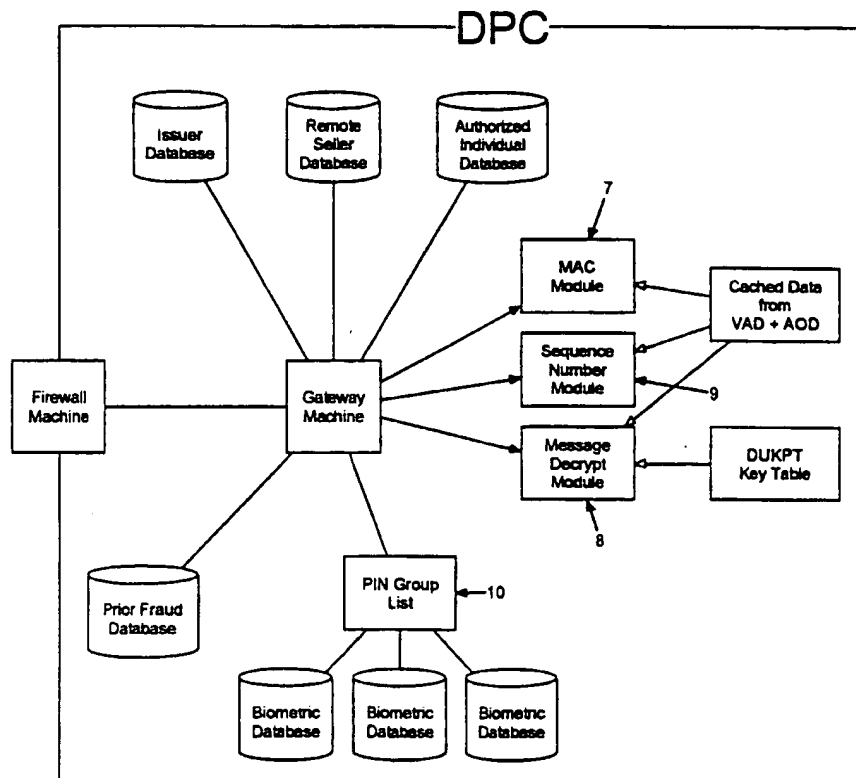 DPC
Issuer
Database
Remote
Seller
Database
Authorized
Individual
Database
7
MAC
Module
Cached Data
from
VAD + AOD
Sequence
Number
Module
9
Firewall
Machine
Gateway
Machine
Message
Decrypt
Module
DUKPT
Key Table
8
PIN Group
List
10
Prior Fraud
Database
Biometric
Database
Biometric
Database
Biometric
Database